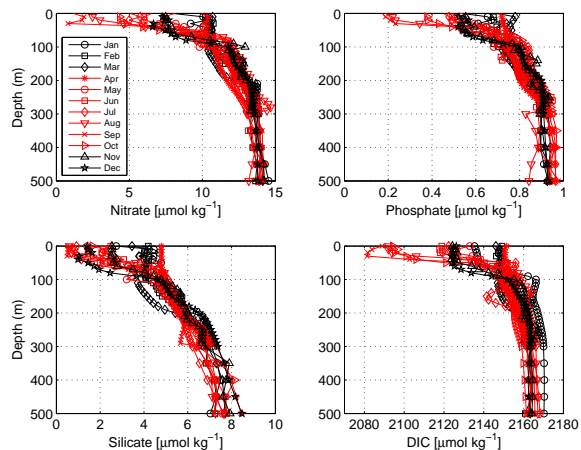 0
100
200
300
400
500
Depth (m)
0 5 10 15
Nitrate [μmol kg⁻¹]
Jan
Feb
Mar
Apr
May
Jun
Jul
Aug
Sep
Oct
Nov
Dec
0
100
200
300
400
500
0 0.2 0.4 0.6 0.8 1
Phosphate [μmol kg⁻¹]
0
100
200
300
400
500
Depth (m)
0 2 4 6 8 10
Silicate [μmol kg⁻¹]
0
100
200
300
400
500
2080 2100 2120 2140 2160 2180
DIC [μmol kg⁻¹]